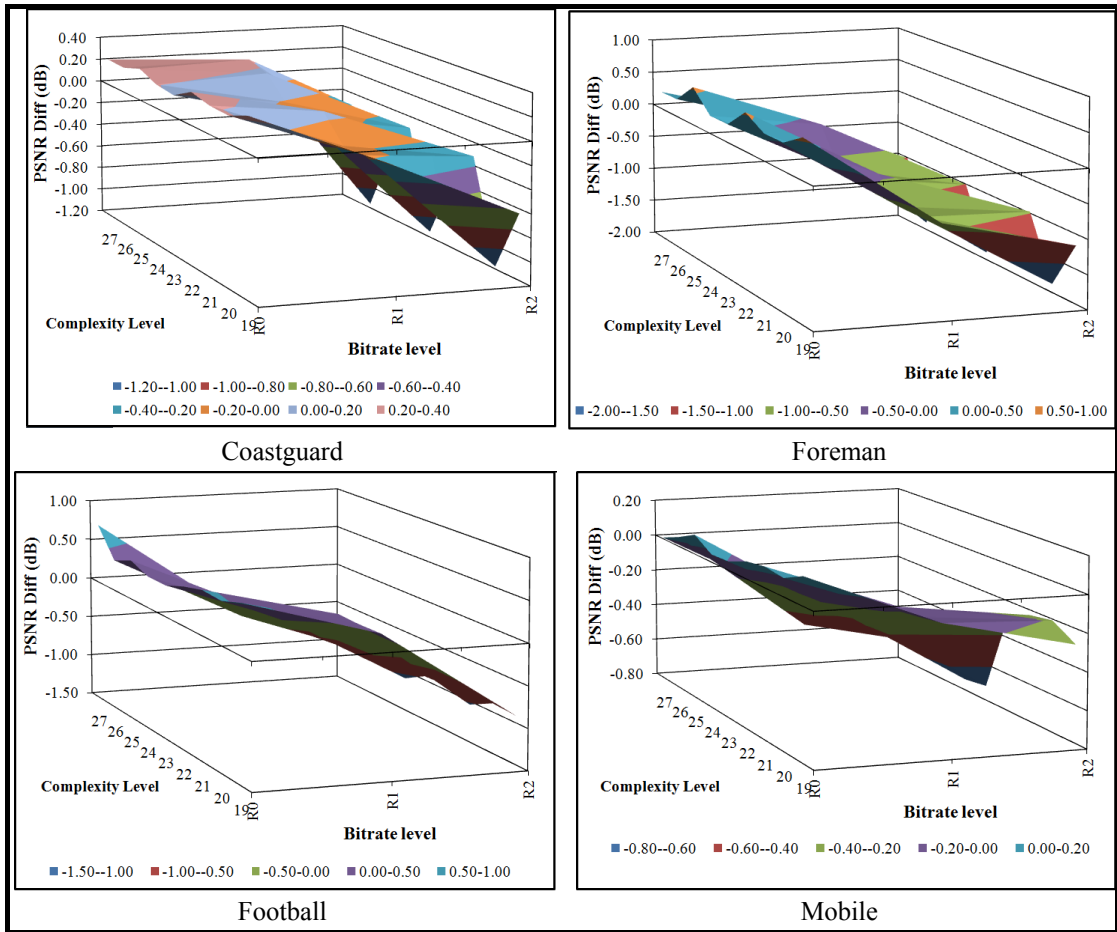 0.40
0.20
0.00
-0.20
-0.40
-0.60
-0.80
-1.00
-1.20
PSNR Diff (dB)
27
26
25
24
23
22
21
20
19
Complexity Level
R0
R1
R2
Bitrate level
-1.20--1.00 -1.00--0.80 -0.80--0.60 -0.60--0.40
-0.40--0.20 -0.20-0.00 0.00-0.20 0.20-0.40
Coastguard
1.00
0.50
0.00
-0.50
-1.00
-1.50
-2.00
PSNR Diff (dB)
27
26
25
24
23
22
21
20
19
Complexity Level
R0
R1
R2
Bitrate level
-2.00--1.50 -1.50--1.00 -1.00--0.50 -0.50-0.00 0.00-0.50 0.50-1.00
Foreman
1.00
0.50
0.00
-0.50
-1.00
-1.50
PSNR Diff (dB)
27
26
25
24
23
22
21
20
19
Complexity Level
R0
R1
R2
Bitrate level
-1.50--1.00 -1.00--0.50 -0.50-0.00 0.00-0.50 0.50-1.00
Football
0.20
0.00
-0.20
-0.40
-0.60
-0.80
PSNR Diff (dB)
27
26
25
24
23
22
21
20
19
Complexity Level
R0
R1
R2
Bitrate level
-0.80--0.60 -0.60--0.40 -0.40--0.20 -0.20-0.00 0.00-0.20
Mobile